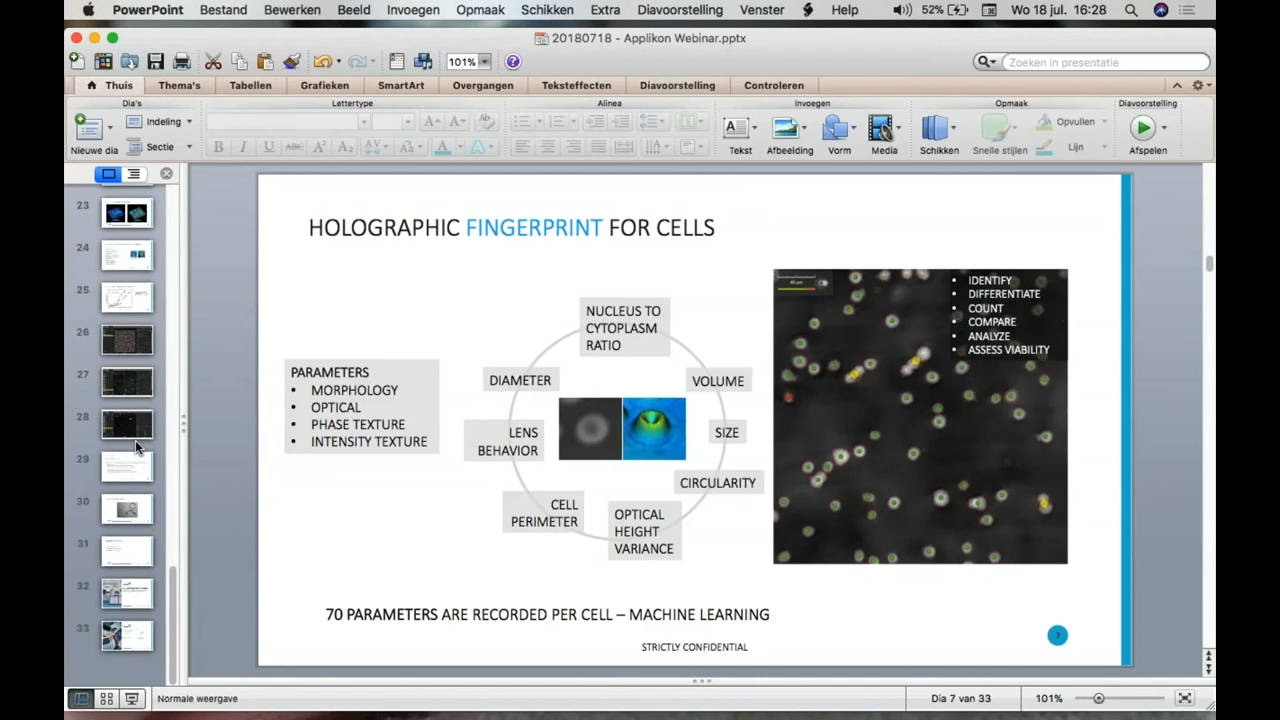 PowerPoint Bestand Bewerken Beeld Invoegen Opmaak Schikken Extra Diavoorstelling Venster Help 52% Wo 18 jul. 16:28
20180718 - Applikon Webinar.pptx
101%
Zoeken in presentatie
Thuis Thema's Tabellen Grafieken SmartArt Overgangen Teksteffecten Diavoorstelling Controleren
Dia's Lettertype Alinea Invoegen Opmaak Diavoorstelling
Nieuwe dia
Indeling
Sectie
Tekst Afbeelding Vorm Media Schikken Snelle stijlen
Opvullen
Lijn
Afspelen
23
24
25
26
27
28
29
30
31
32
33
HOLOGRAPHIC FINGERPRINT FOR CELLS
PARAMETERS
• MORPHOLOGY
• OPTICAL
• PHASE TEXTURE
• INTENSITY TEXTURE
NUCLEUS TO
CYTOPLASM
RATIO
DIAMETER
VOLUME
LENS
BEHAVIOR
SIZE
CIRCULARITY
CELL
PERIMETER
OPTICAL
HEIGHT
VARIANCE
• IDENTIFY
• DIFFERENTIATE
• COUNT
• COMPARE
• ANALYZE
• ASSESS VIABILITY
70 PARAMETERS ARE RECORDED PER CELL – MACHINE LEARNING
STRICTLY CONFIDENTIAL
7
Normale weergave
Dia 7 van 33
101%